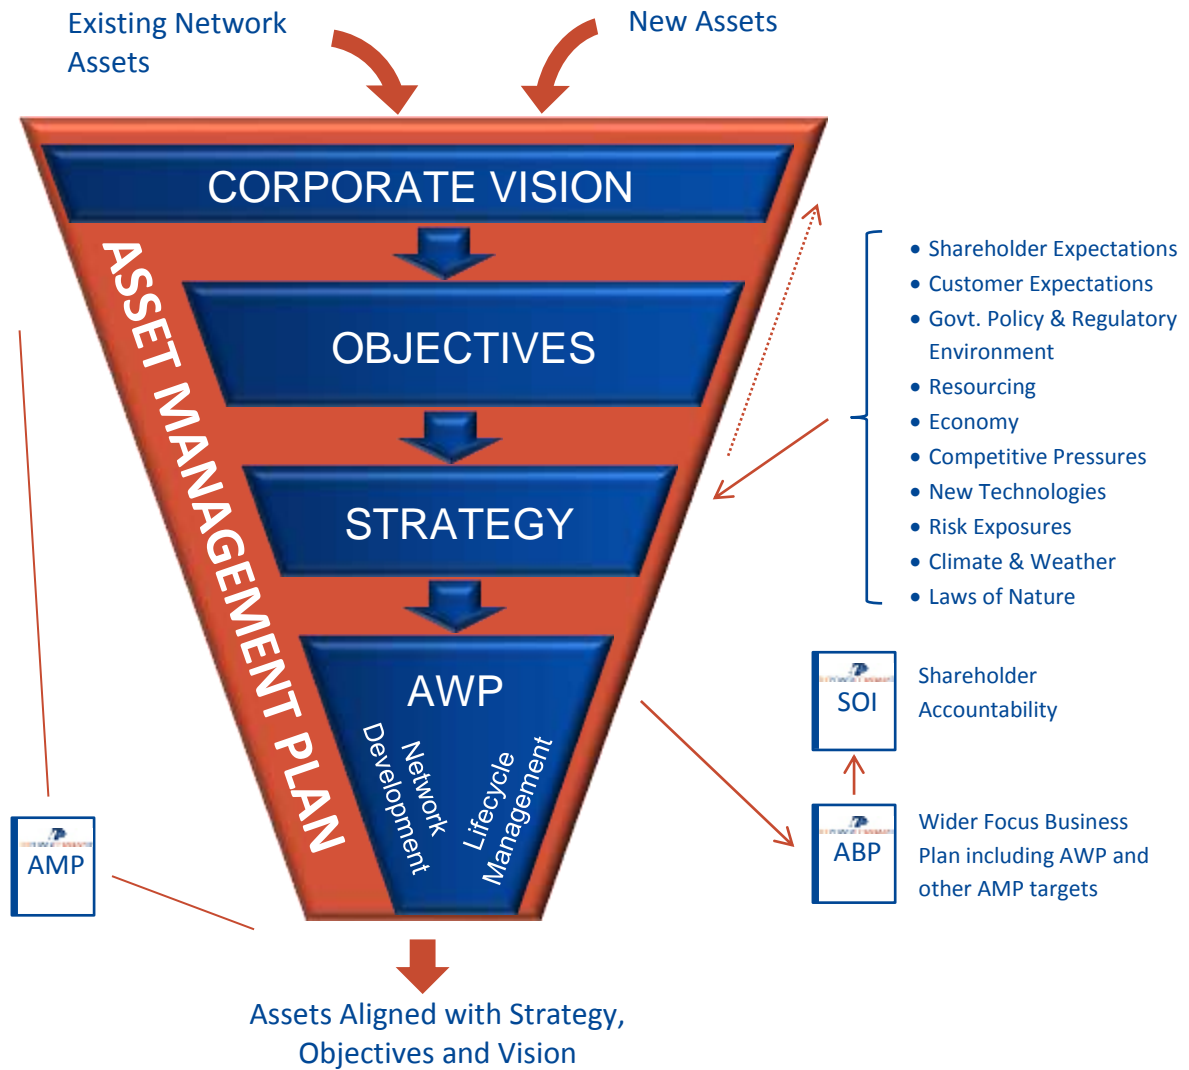 Existing Network
Assets
New Assets
CORPORATE VISION
OBJECTIVES
STRATEGY
AWP
Network
Development
Lifecycle
Management
ASSET MANAGEMENT PLAN
• Shareholder Expectations
• Customer Expectations
• Govt. Policy & Regulatory
Environment
• Resourcing
• Economy
• Competitive Pressures
• New Technologies
• Risk Exposures
• Climate & Weather
• Laws of Nature
SOI
Shareholder
Accountability
ABP
Wider Focus Business
Plan including AWP and
other AMP targets
AMP
Assets Aligned with Strategy,
Objectives and Vision